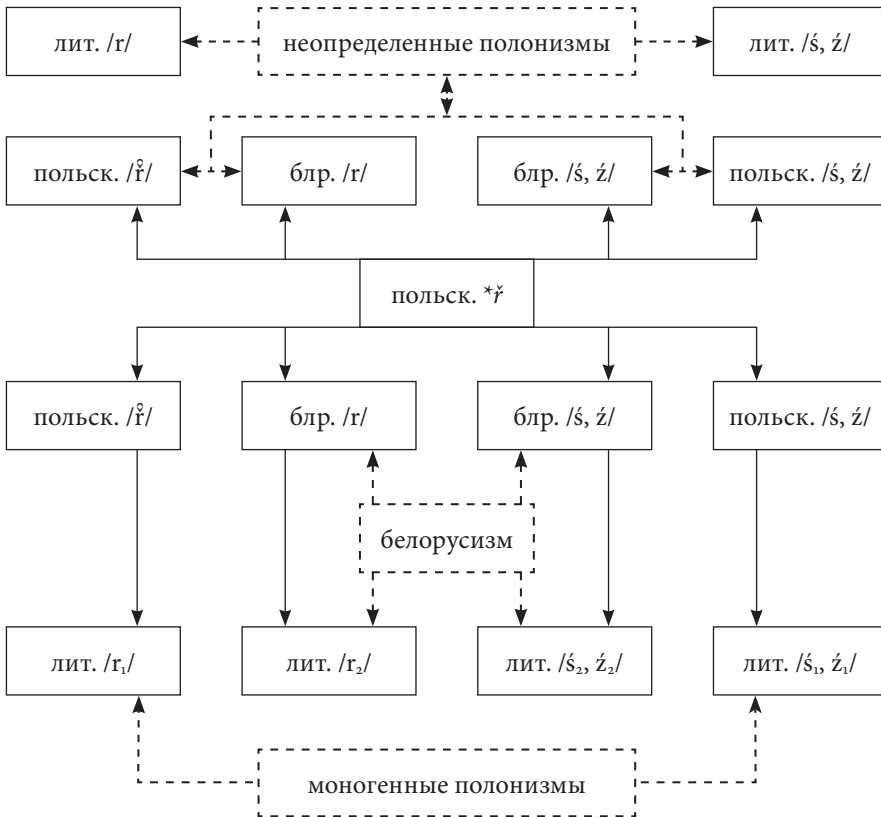 лит. /r/
неопределенные полонизмы
лит. /ś, ź/
польск. /r̝̊/
блр. /r/
блр. /ś, ź/
польск. /ś, ź/
польск. *ř
польск. /r̝̊/
блр. /r/
блр. /ś, ź/
польск. /ś, ź/
белорусизм
лит. /r₁/
лит. /r₂/
лит. /ś₂, ź₂/
лит. /ś₁, ź₁/
моногенные полонизмы